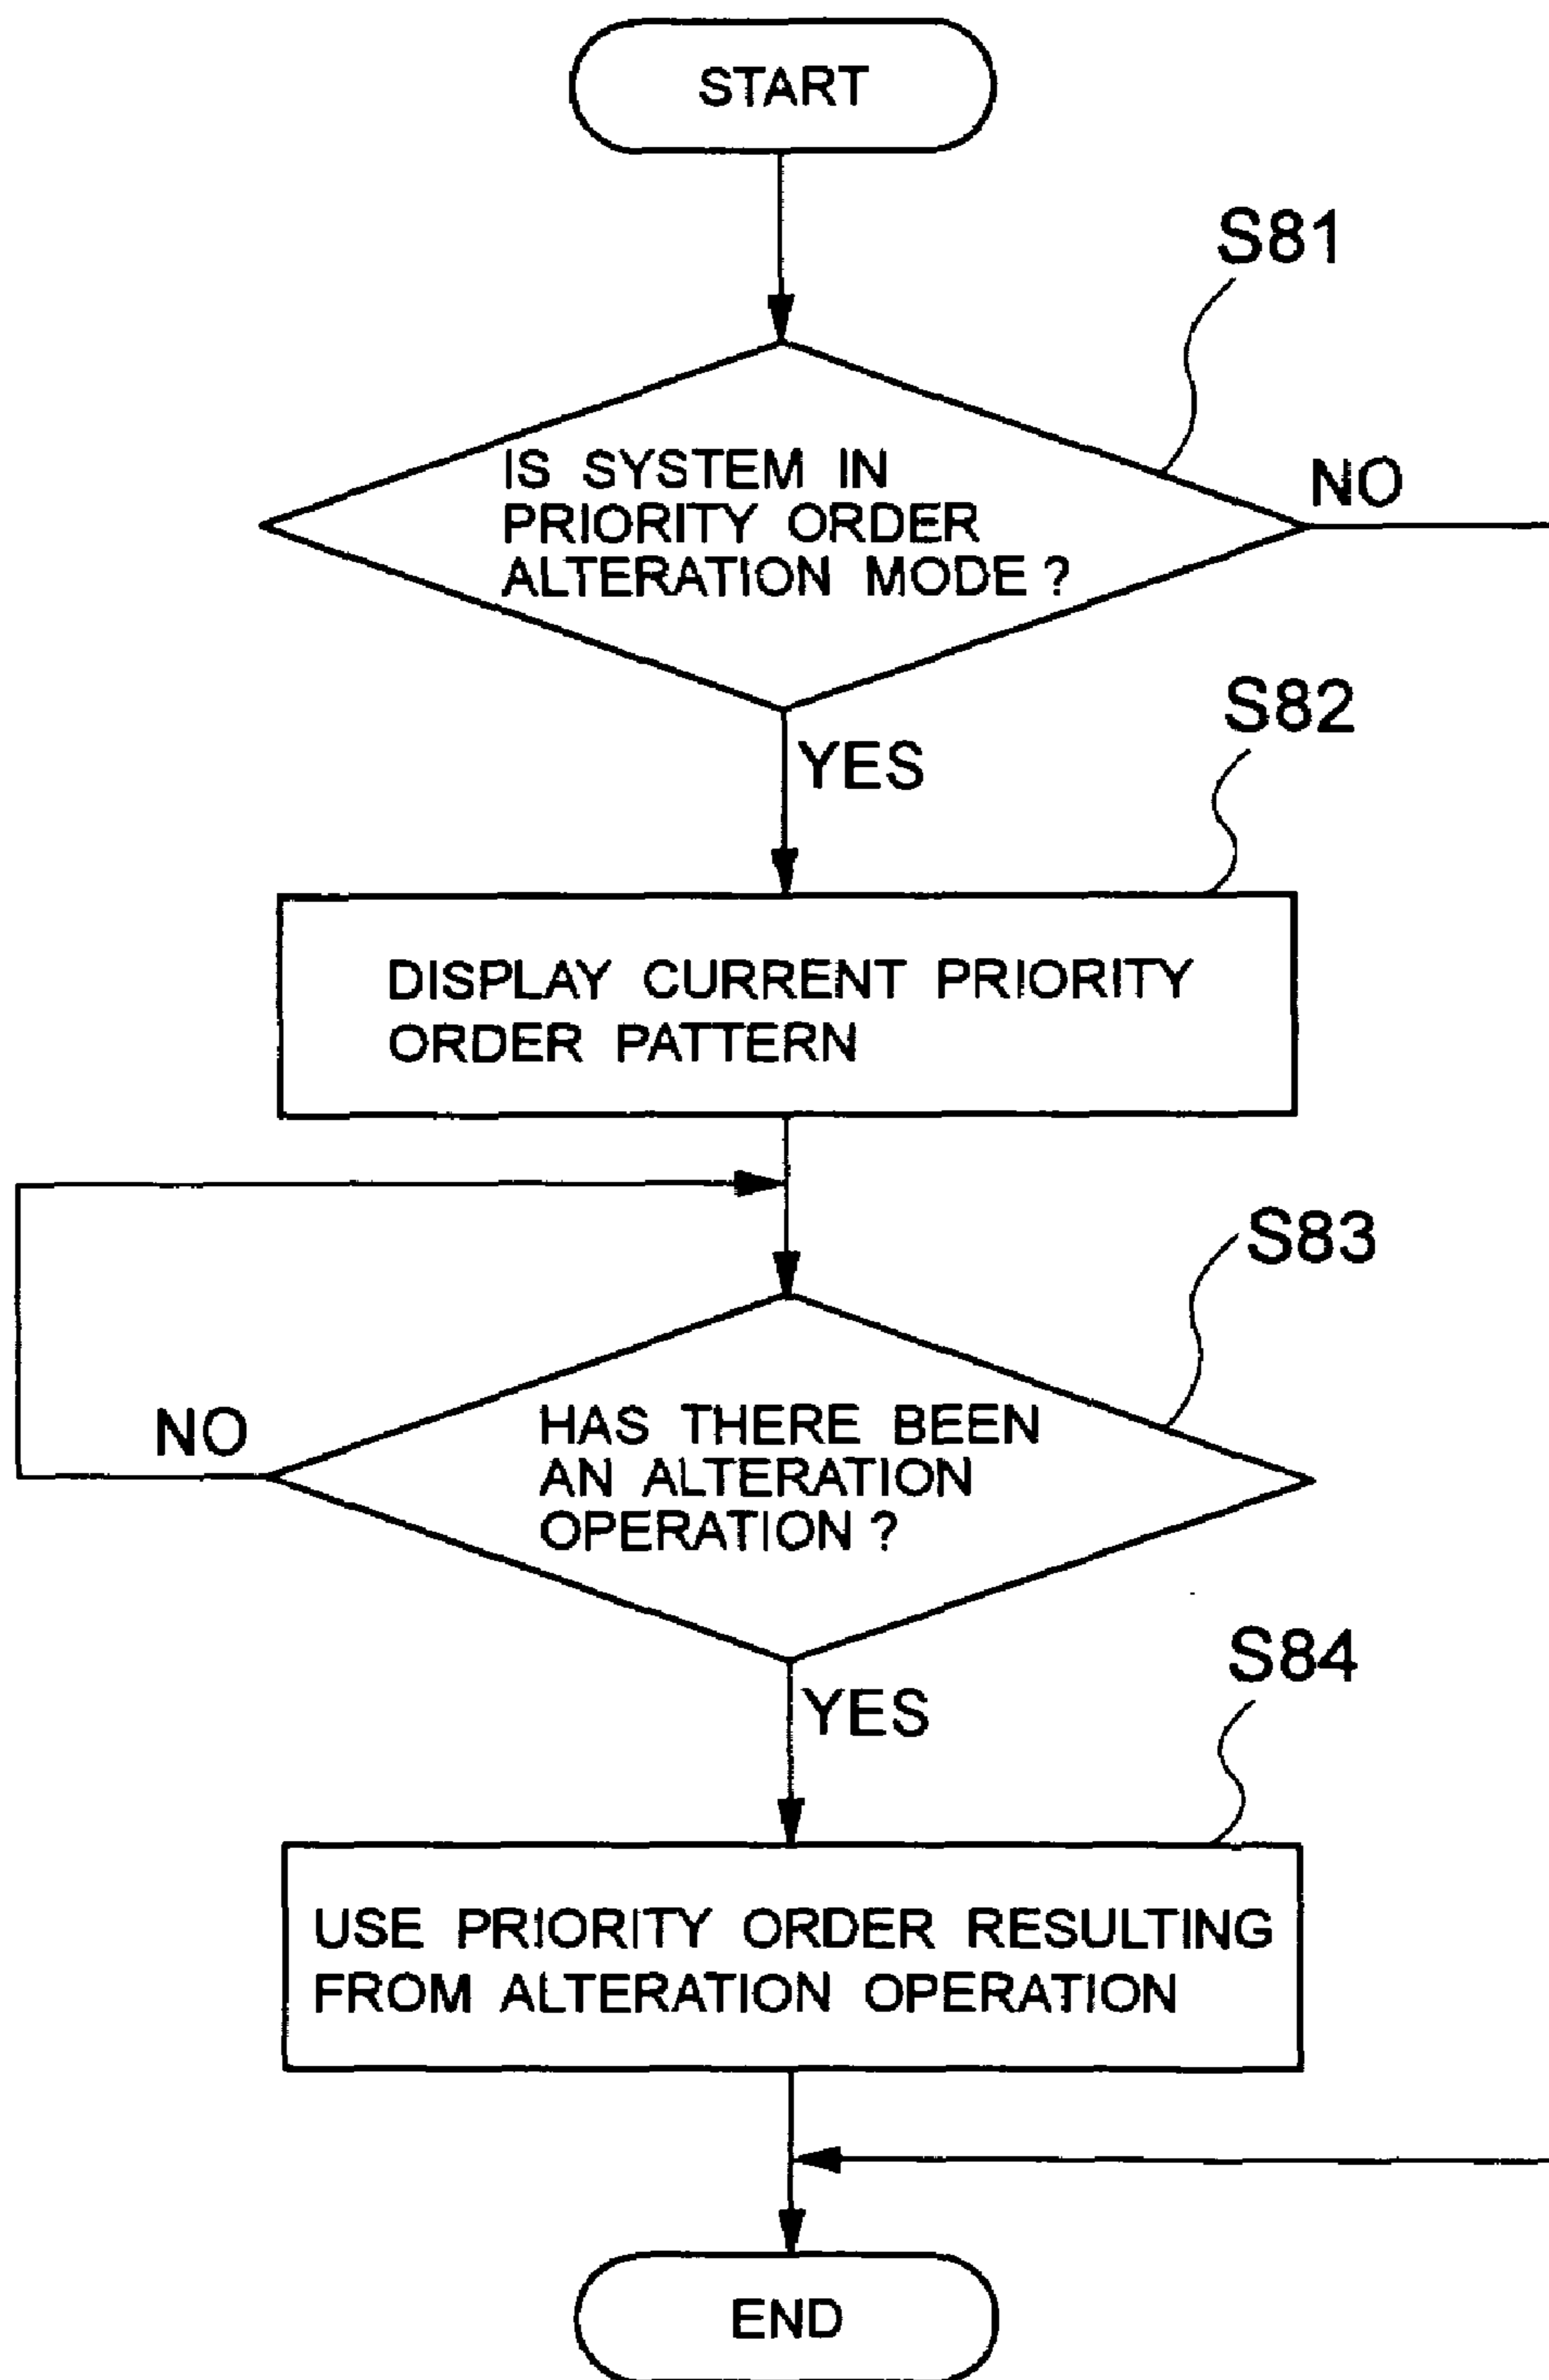 START
S81
IS SYSTEM IN
PRIORITY ORDER
ALTERATION MODE ?
NO
YES
S82
DISPLAY CURRENT PRIORITY
ORDER PATTERN
S83
HAS THERE BEEN
AN ALTERATION
OPERATION ?
NO
YES
S84
USE PRIORITY ORDER RESULTING
FROM ALTERATION OPERATION
END